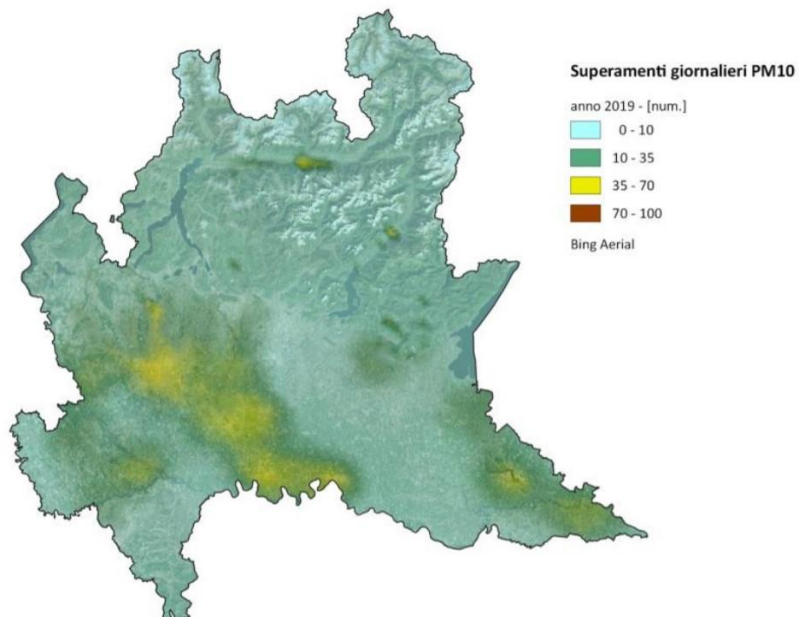 Superamenti giornalieri PM10
anno 2019 - [num.]
0 - 10
10 - 35
35 - 70
70 - 100
Bing Aerial